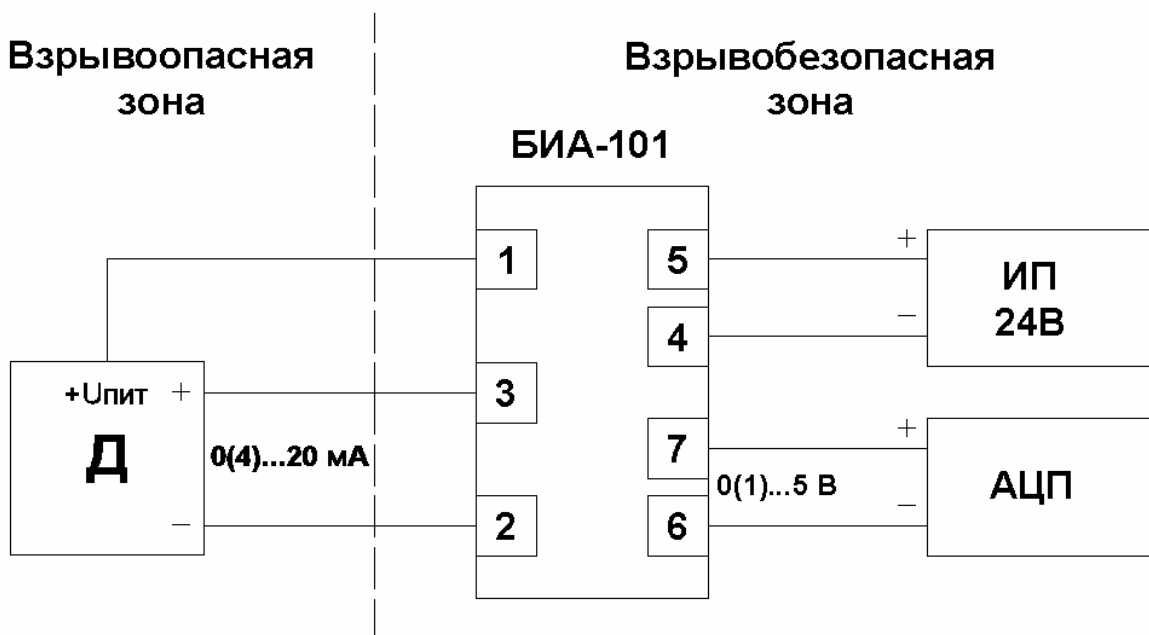 Взрывоопасная
зона
Взрывобезопасная
зона
БИА-101
1
5
+
ИП
24В
4
–
+Uпит
+
3
Д
0(4)...20 мА
7
+
0(1)...5 В
АЦП
–
2
6
–